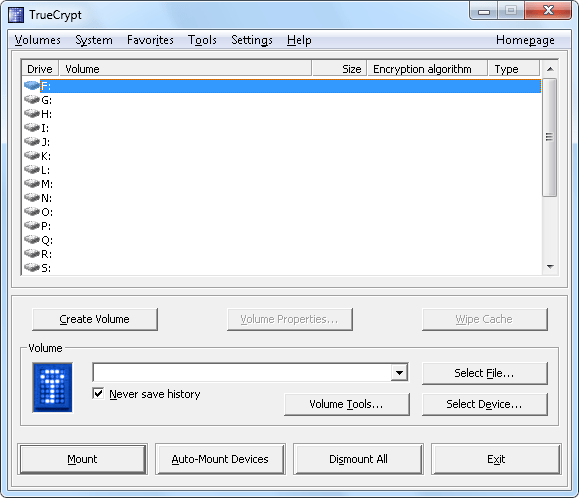 TrueCrypt
Volumes System Favorites Tools Settings Help Homepage
Drive Volume Size Encryption algorithm Type
F:
G:
H:
I:
J:
K:
L:
M:
N:
O:
P:
Q:
R:
S:
Create Volume Volume Properties... Wipe Cache
Volume
Select File...
Never save history
Volume Tools... Select Device...
Mount Auto-Mount Devices Dismount All Exit